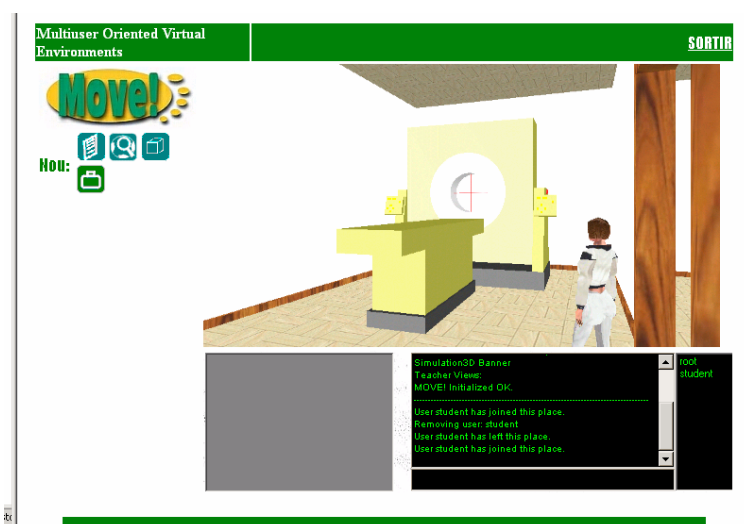 Multiuser Oriented Virtual
Environments
SORTIR
Move!
Nou:
Simulation3D Banner
Teacher Views:
MOVE! Initialized OK.
User student has joined this place.
Removing user: student
User student has left this place.
User student has joined this place.
root
student